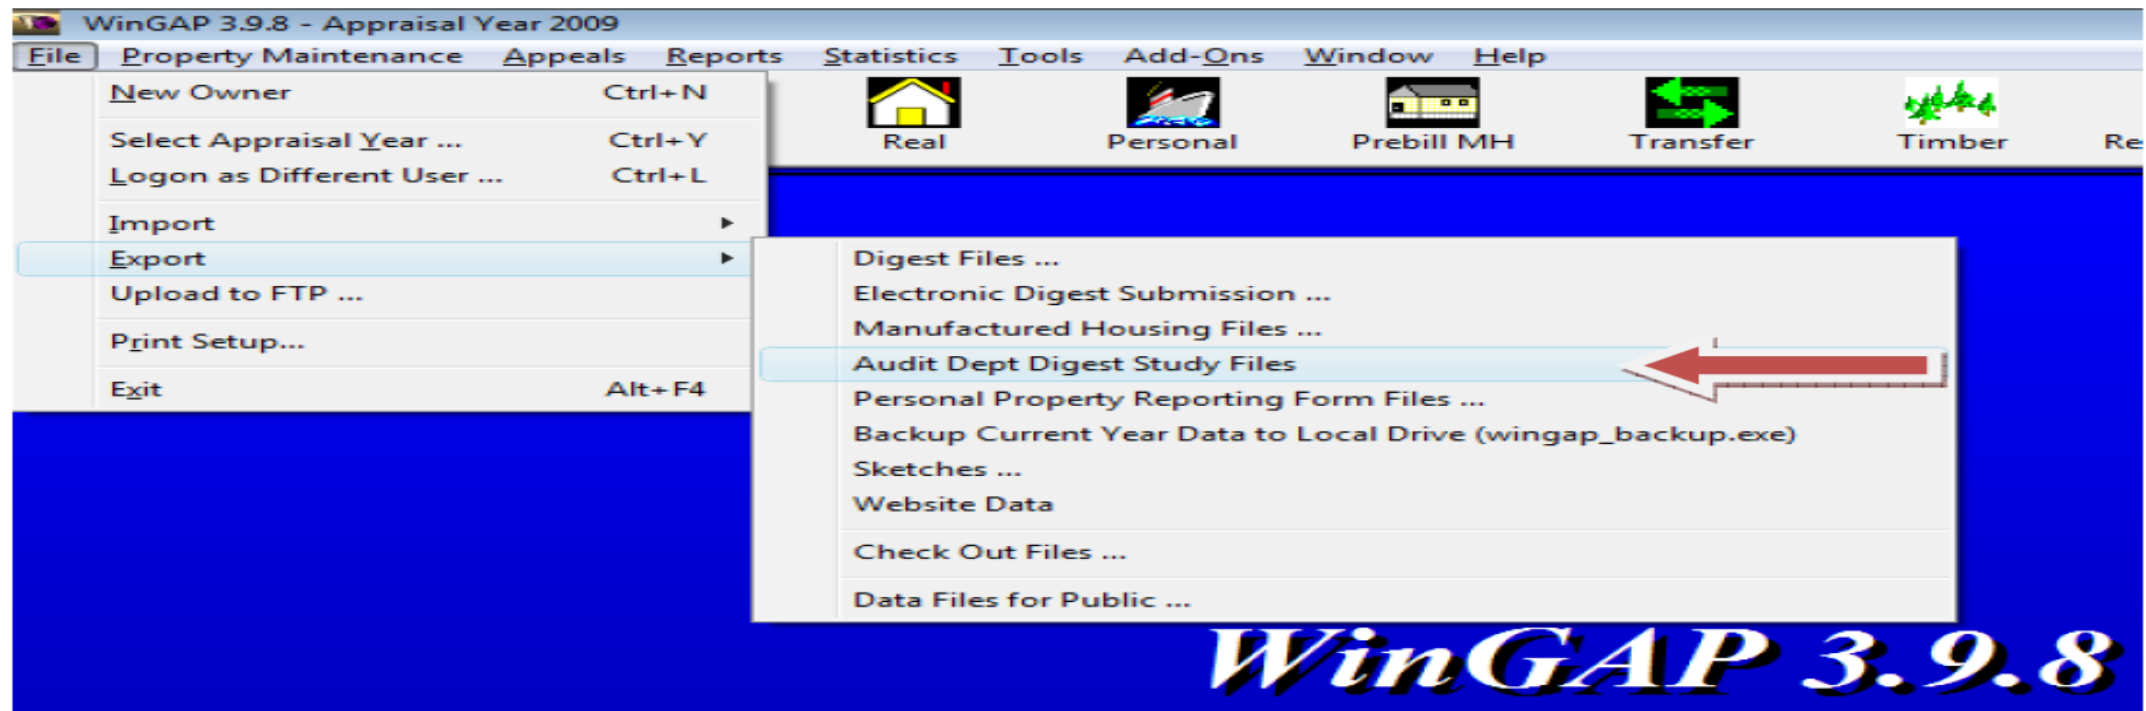 WinGAP 3.9.8 - Appraisal Year 2009
File Property Maintenance Appeals Reports Statistics Tools Add-Ons Window Help
New Owner Ctrl+N
Select Appraisal Year ... Ctrl+Y
Logon as Different User ... Ctrl+L
Import
Export
Upload to FTP ...
Print Setup...
Exit Alt+F4
Real Personal Prebill MH Transfer Timber Re
Digest Files ...
Electronic Digest Submission ...
Manufactured Housing Files ...
Audit Dept Digest Study Files
Personal Property Reporting Form Files ...
Backup Current Year Data to Local Drive (wingap_backup.exe)
Sketches ...
Website Data
Check Out Files ...
Data Files for Public ...
WinGAP 3.9.8